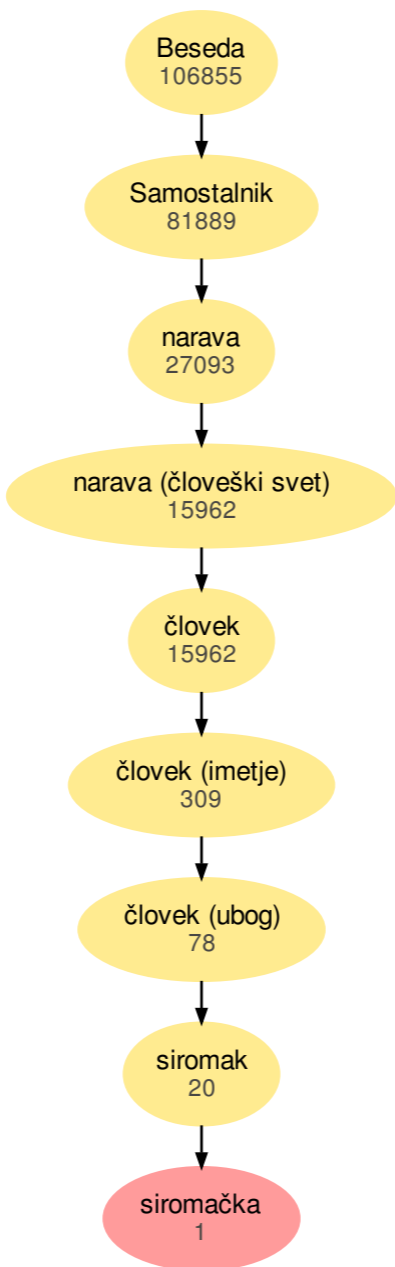 Beseda
106855
Samostalnik
81889
narava
27093
narava (človeški svet)
15962
človek
15962
človek (imetje)
309
človek (ubog)
78
siromak
20
siromačka
1